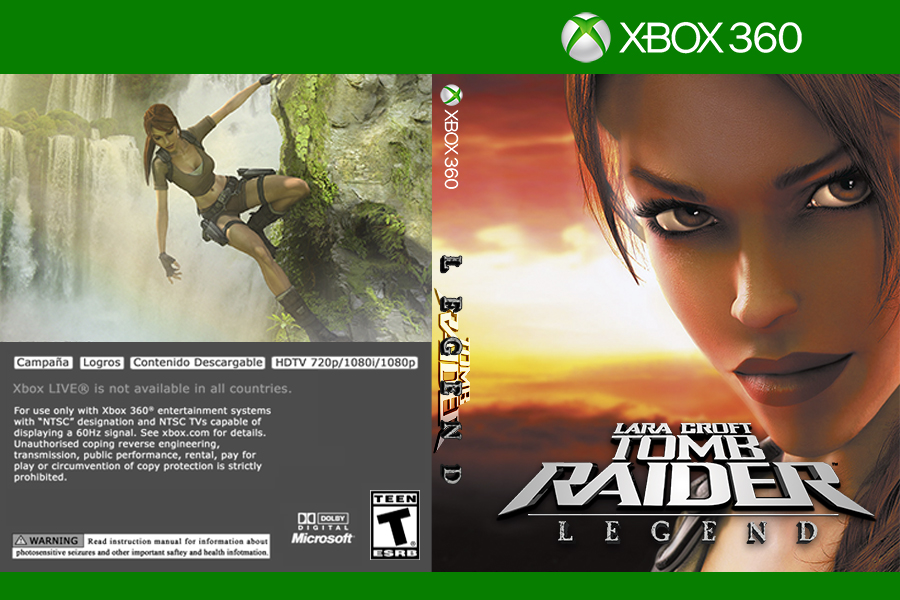 XBOX 360
XBOX 360
LEGEND
TOMB
RAIDER
Campaña Logros Contenido Descargable HDTV 720p/1080i/1080p
Xbox LIVE® is not available in all countries.
For use only with Xbox 360® entertainment systems
with “NTSC” designation and NTSC TVs capable of
displaying a 60Hz signal. See xbox.com for details.
Unauthorised coping reverse engineering,
transmission, public performance, rental, pay for
play or circumvention of copy protection is strictly
prohibited.
DOLBY
DIGITAL
Microsoft®
TEEN
T
ESRB
WARNING Read instruction manual for information about
photosensitive seizures and other important saftey and health infotmation.
LARA CROFT
TOMB
RAIDER™
LEGEND